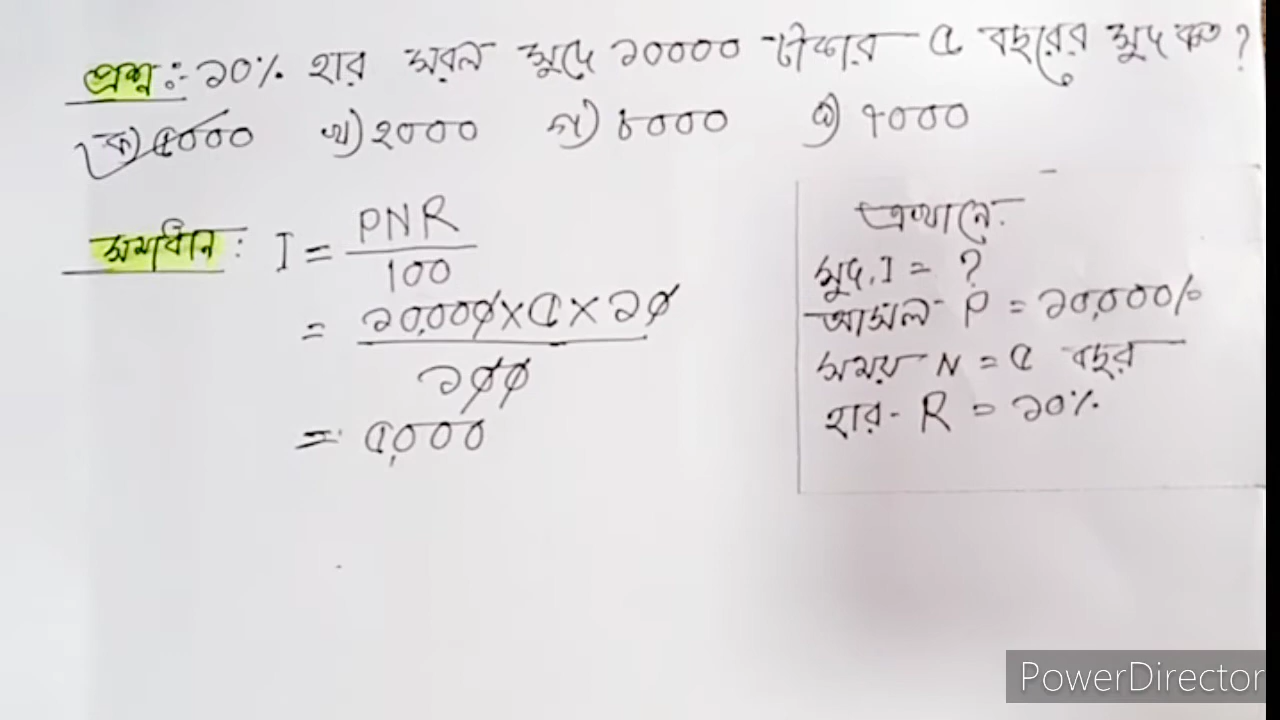 প্রশ্ন :- ১০% হার সরল সুদে ১০০০০ টাকার ৫ বছরের সুদ কত ?
ক) ৫০০০ খ) ২০০০ গ) ৪০০০ ঘ) ৭০০০
সমাধান : I = PNR / 100
= ১০,০০০ × ৫ × ১০ / ১০০
= ৫,০০০
এখানে:
সুদ, I = ?
আসল- P = ১০,০০০/-
সময় N = ৫ বছর
হার- R = ১০%
PowerDirector